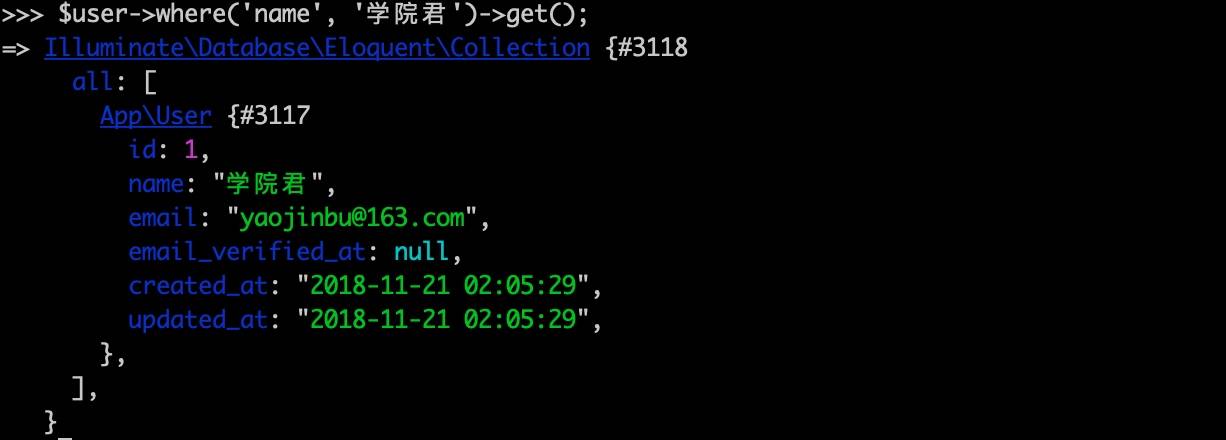 >>> $user->where('name', '学院君')->get();
=> Illuminate\Database\Eloquent\Collection {#3118
     all: [
       App\User {#3117
         id: 1,
         name: "学院君",
         email: "yaojinbu@163.com",
         email_verified_at: null,
         created_at: "2018-11-21 02:05:29",
         updated_at: "2018-11-21 02:05:29",
       },
     ],
   }